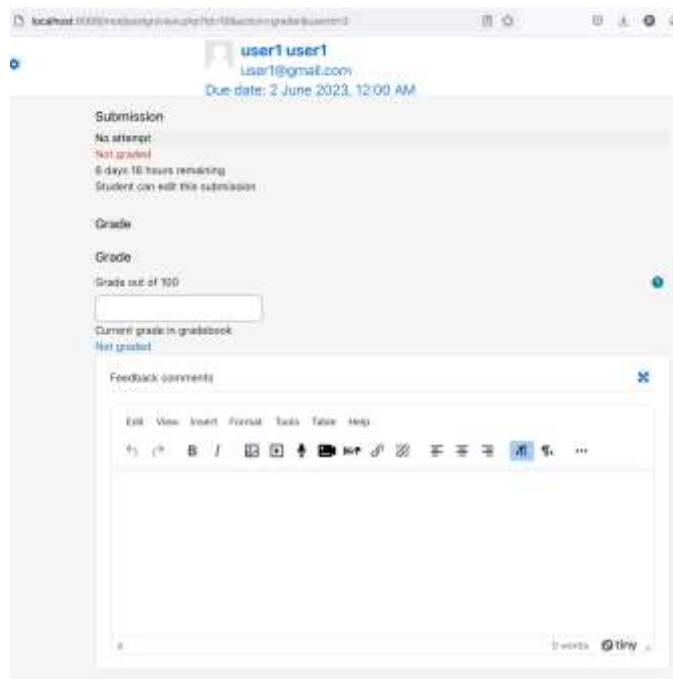 user1 user1
user1@gmail.com
Due date: 2 June 2023, 12:00 AM
Submission
No attempt
Not graded
6 days 16 hours remaining
Student can edit this submission
Grade
Grade
Grade out of 100
Current grade in gradebook
Not graded
Feedback comments
Edit View Insert Format Tools Table Help
B I H-P
0 words tiny